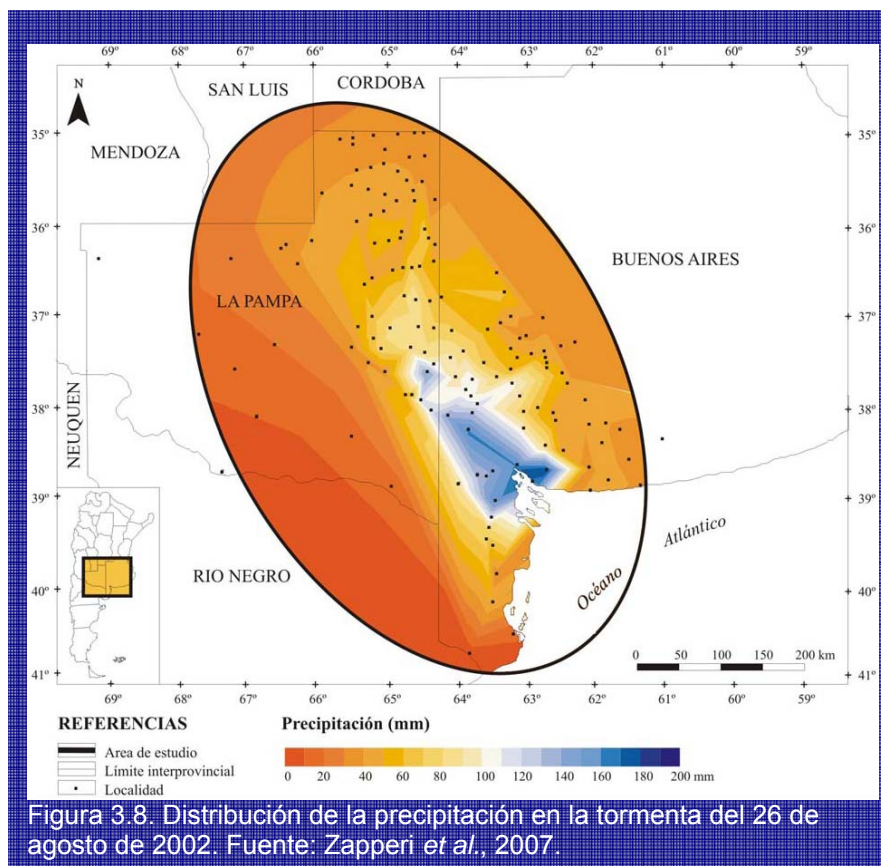 69º 68º 67º 66º 65º 64º 63º 62º 61º 60º 59º
SAN LUIS
CORDOBA
N
MENDOZA
35º
35º
36º
36º
BUENOS AIRES
LA PAMPA
37º
37º
NEUQUEN
38º
38º
39º
39º
Atlántico
Océano
RIO NEGRO
40º
40º
0 50 100 150 200 km
41º
41º
69º 68º 67º 66º 65º 64º 63º 62º 61º 60º 59º
REFERENCIAS
Area de estudio
Límite interprovincial
Localidad
Precipitación (mm)
0 20 40 60 80 100 120 140 160 180 200 mm
Figura 3.8. Distribución de la precipitación en la tormenta del 26 de
agosto de 2002. Fuente: Zapperi et al., 2007.